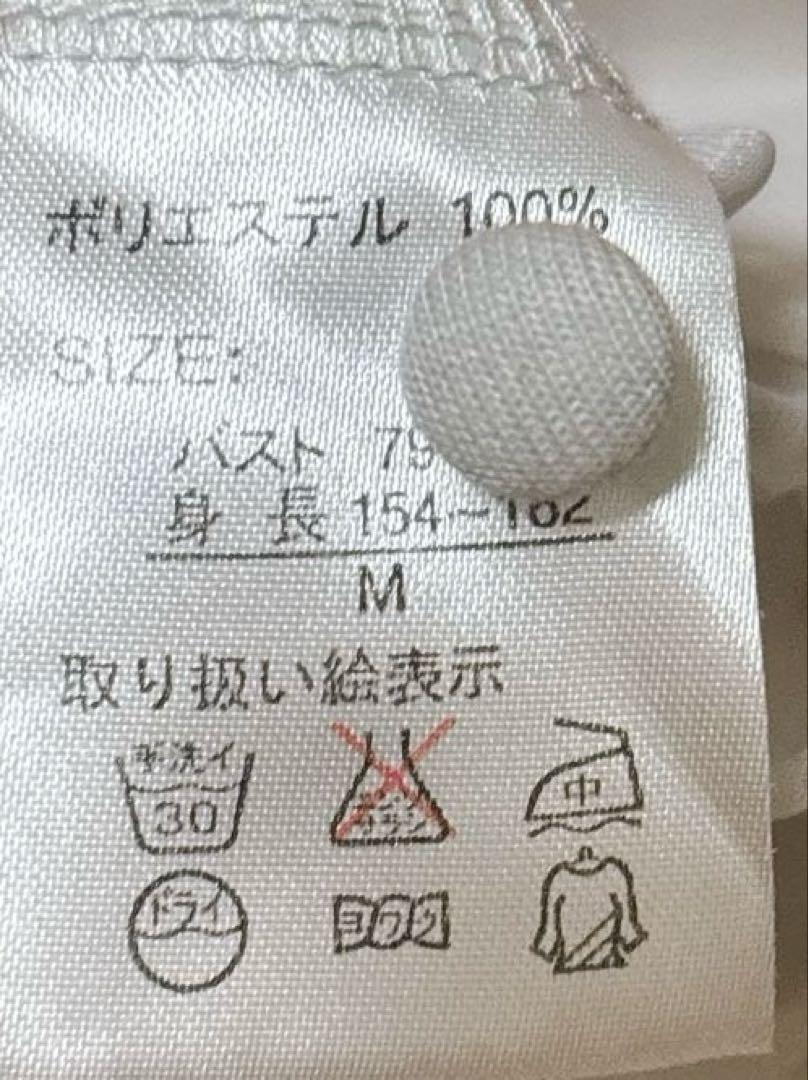 ポリエステル 100%
SIZE:
バスト 79
身長 154~162
M
取り扱い絵表示
手洗イ 30
中
ドライ
ヨワク